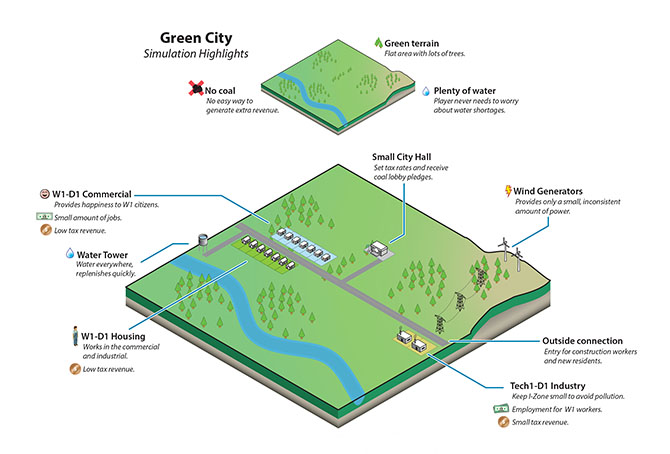 Green City
Simulation Highlights
Green terrain
Flat area with lots of trees.
No coal
No easy way to
generate extra revenue.
Plenty of water
Player never needs to worry
about water shortages.
Small City Hall
Set tax rates and receive
coal lobby pledges.
W1-D1 Commercial
Provides happiness to W1 citizens.
Small amount of jobs.
Low tax revenue.
Wind Generators
Provides only a small, inconsistent
amount of power.
Water Tower
Water everywhere,
replenishes quickly.
W1-D1 Housing
Works in the commercial
and industrial.
Low tax revenue.
Outside connection
Entry for construction workers
and new residents.
Tech1-D1 Industry
Keep I-Zone small to avoid pollution.
Employment for W1 workers.
Small tax revenue.